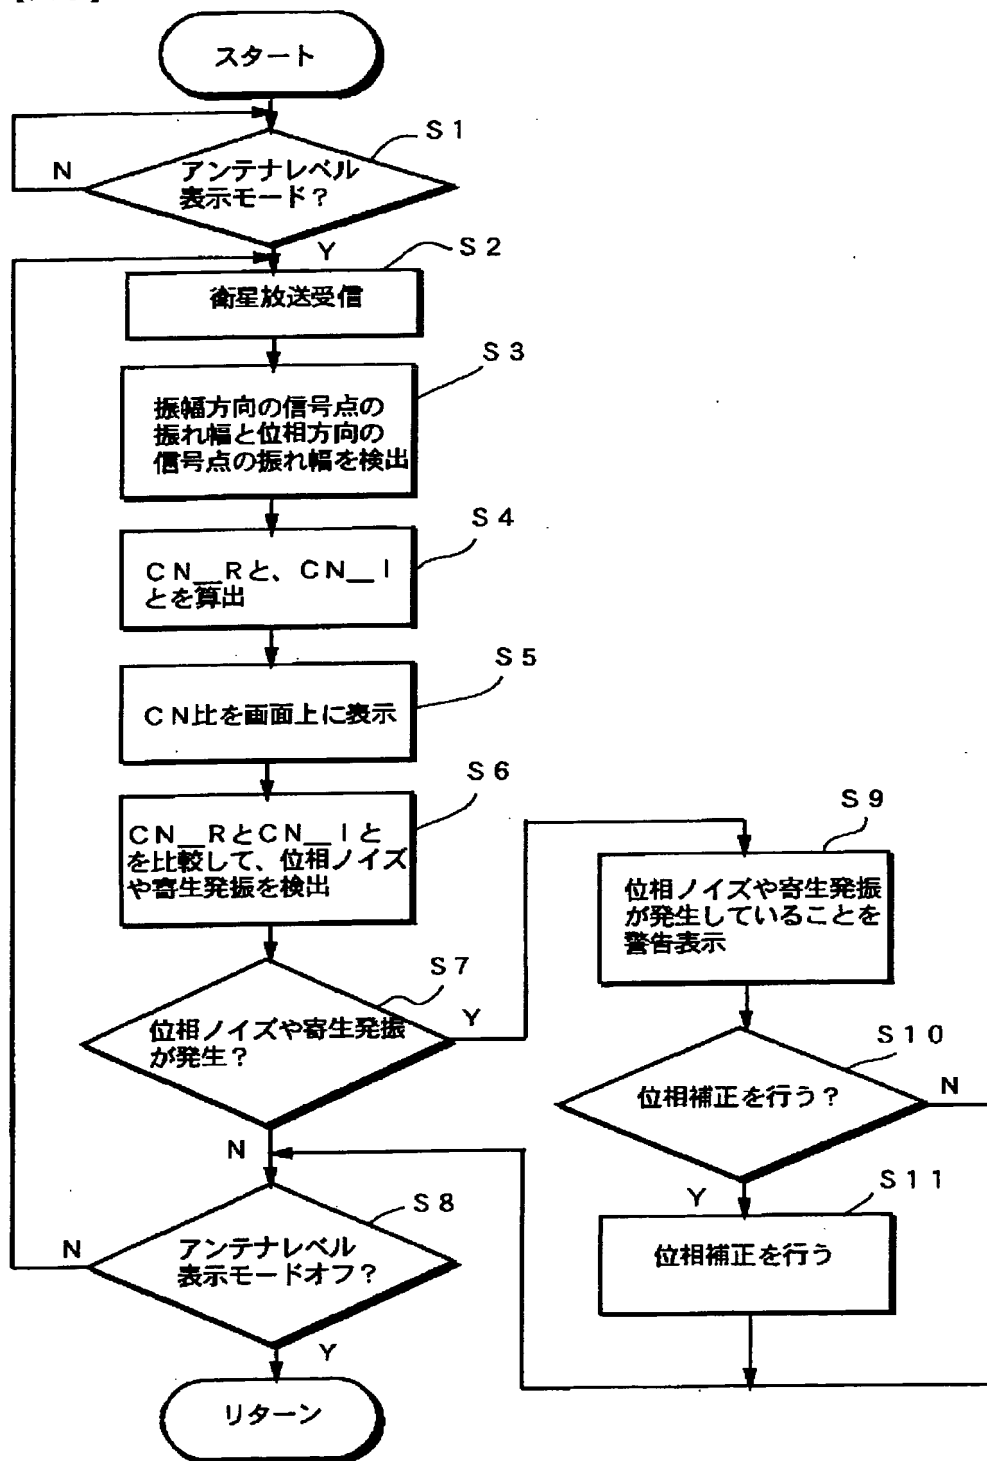 スタート
S1
N
アンテナレベル
表示モード?
Y
S2
衛星放送受信
S3
振幅方向の信号点の
振れ幅と位相方向の
信号点の振れ幅を検出
S4
CN__Rと、CN__I
とを算出
S5
CN比を画面上に表示
S6
CN__RとCN__Iと
を比較して、位相ノイズ
や寄生発振を検出
S7
位相ノイズや寄生発振
が発生?
Y
N
S8
アンテナレベル
表示モードオフ?
N
Y
リターン
S9
位相ノイズや寄生発振
が発生していることを
警告表示
S10
位相補正を行う?
N
Y
S11
位相補正を行う